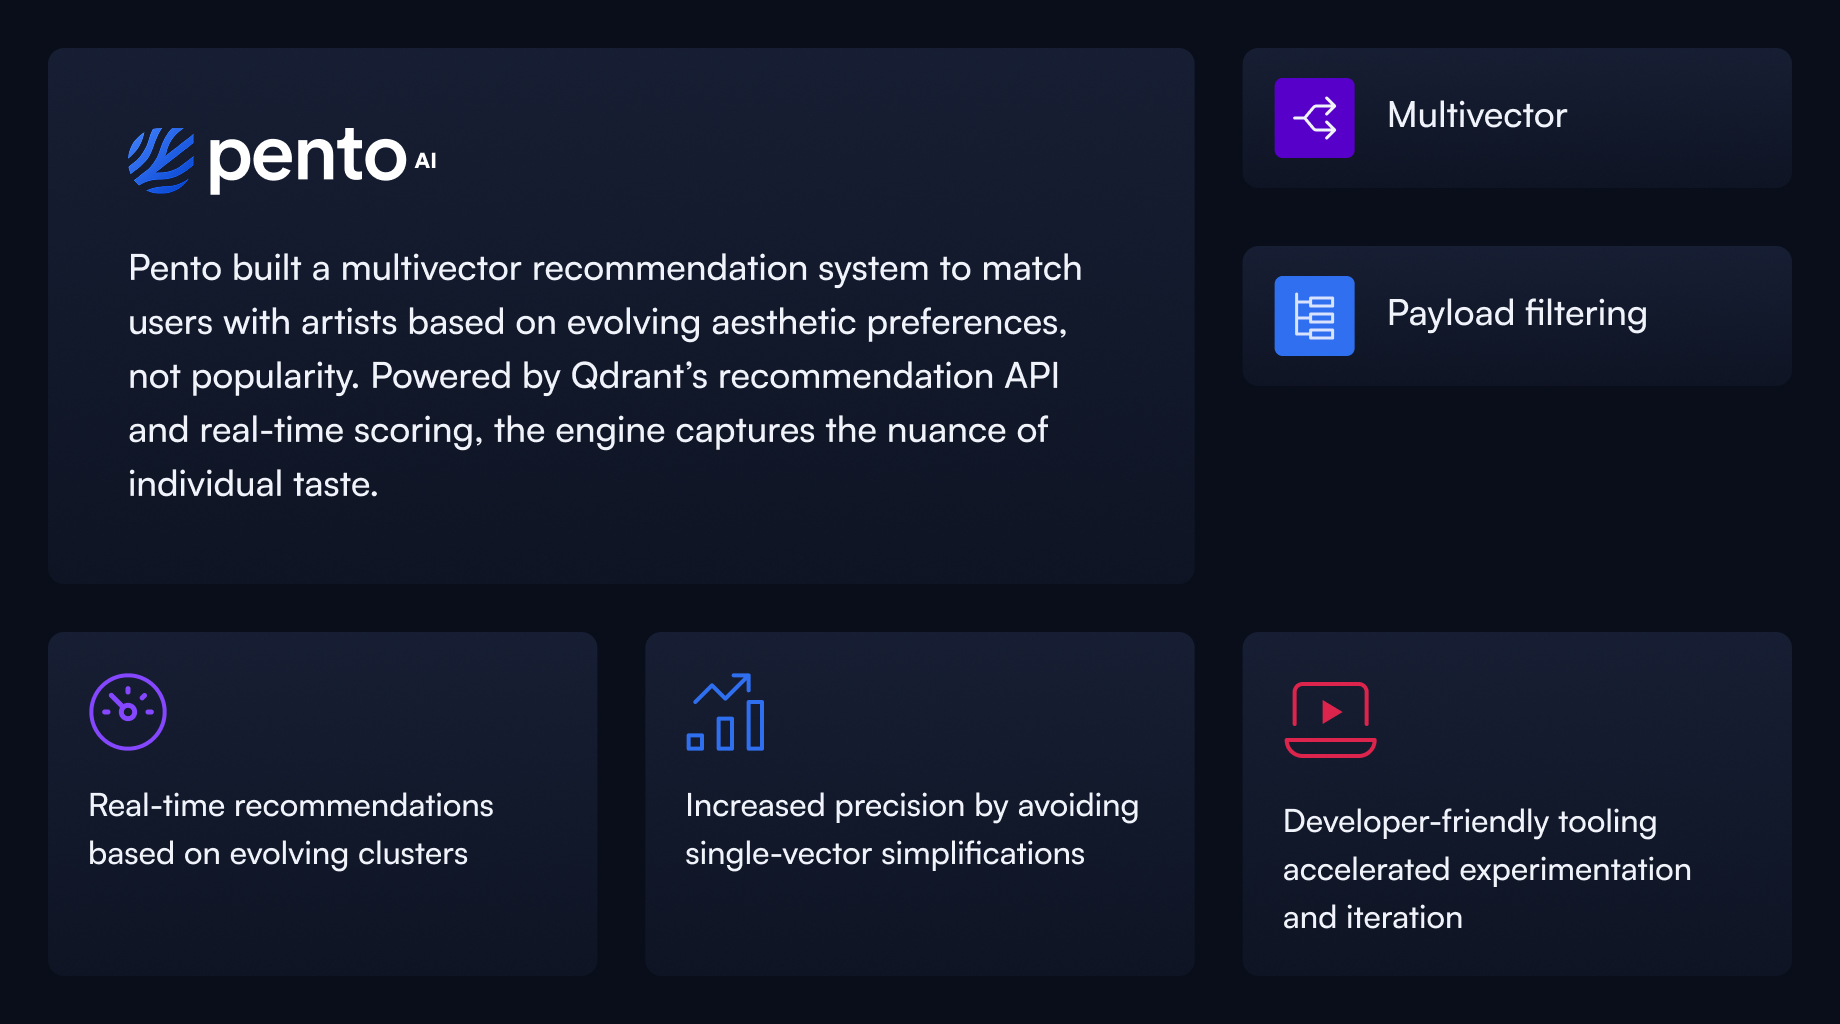 pento AI
Pento built a multivector recommendation system to match
users with artists based on evolving aesthetic preferences,
not popularity. Powered by Qdrant’s recommendation API
and real-time scoring, the engine captures the nuance of
individual taste.
Multivector
Payload filtering
Real-time recommendations
based on evolving clusters
Increased precision by avoiding
single-vector simplifications
Developer-friendly tooling
accelerated experimentation
and iteration